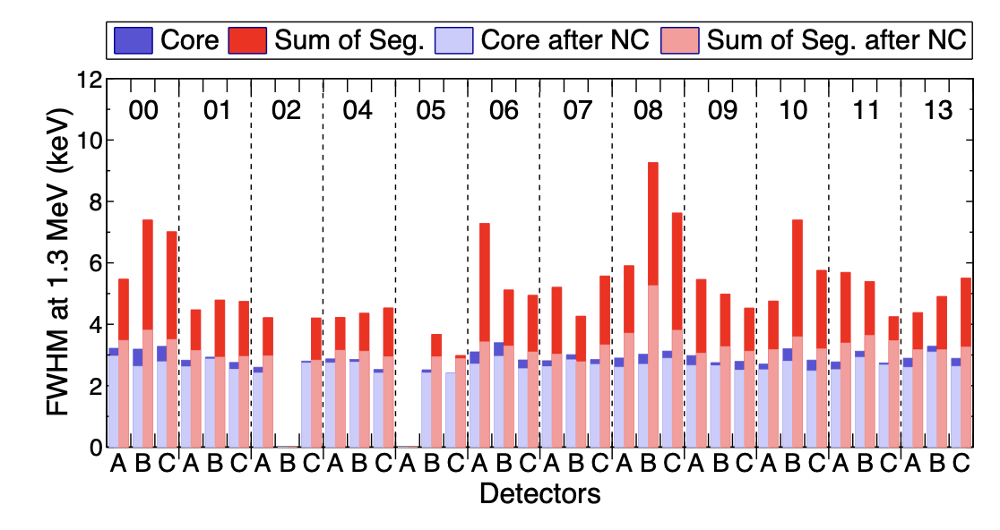 Core Sum of Seg. Core after NC Sum of Seg. after NC
FWHM at 1.3 MeV (keV)
12
10
8
6
4
2
0
00 01 02 04 05 06 07 08 09 10 11 13
A B C A B C A B C A B C A B C A B C A B C A B C A B C A B C A B C A B C
Detectors